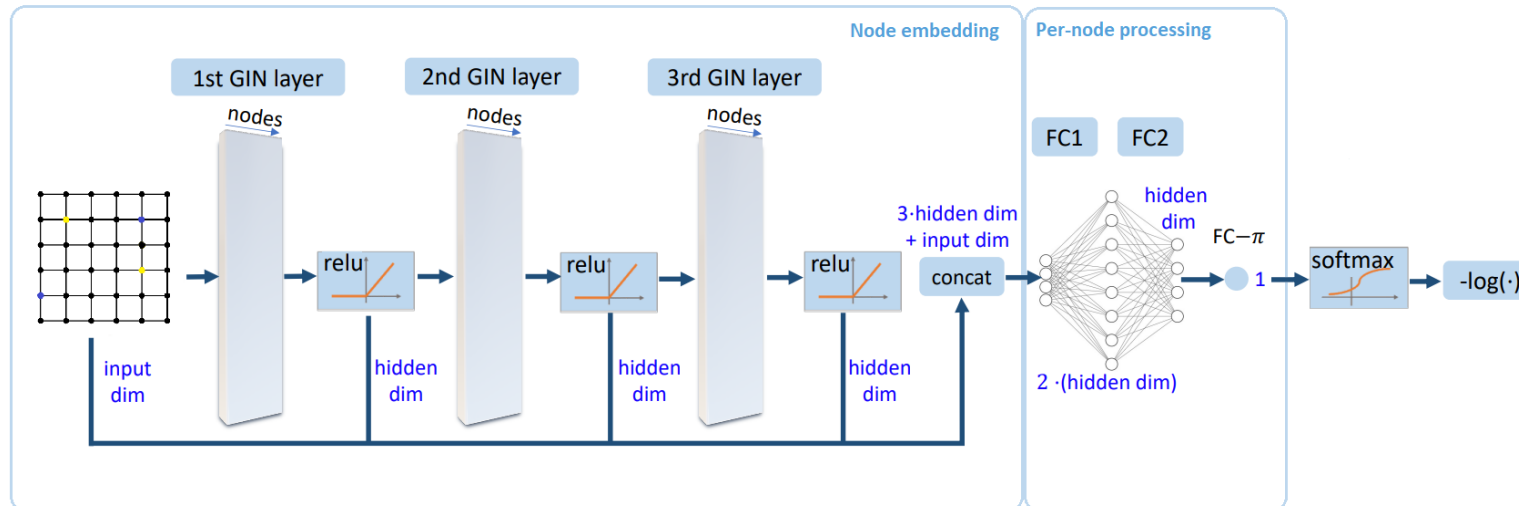 Node embedding
Per-node processing
1st GIN layer
2nd GIN layer
3rd GIN layer
nodes
nodes
nodes
FC1
FC2
hidden
dim
3·hidden dim
+ input dim
FC−π
relu
relu
relu
concat
1
softmax
-log(·)
input
dim
hidden
dim
hidden
dim
hidden
dim
2 ·(hidden dim)